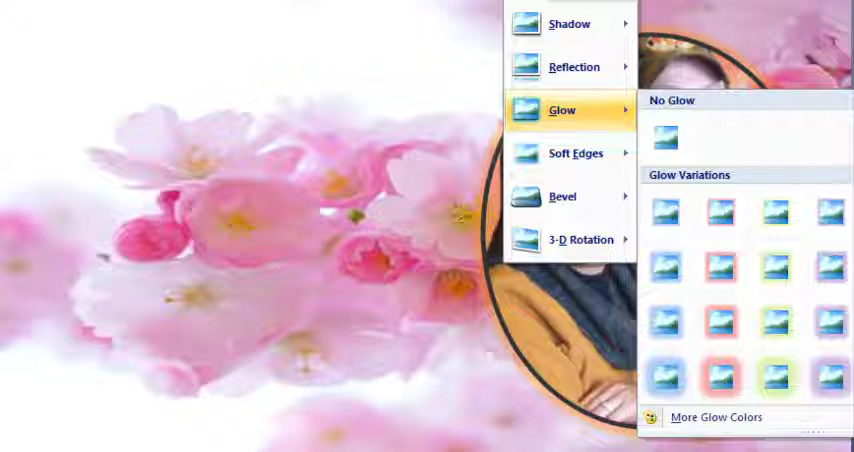 Shadow
Reflection
Glow
Soft Edges
Bevel
3-D Rotation
No Glow
Glow Variations
More Glow Colors